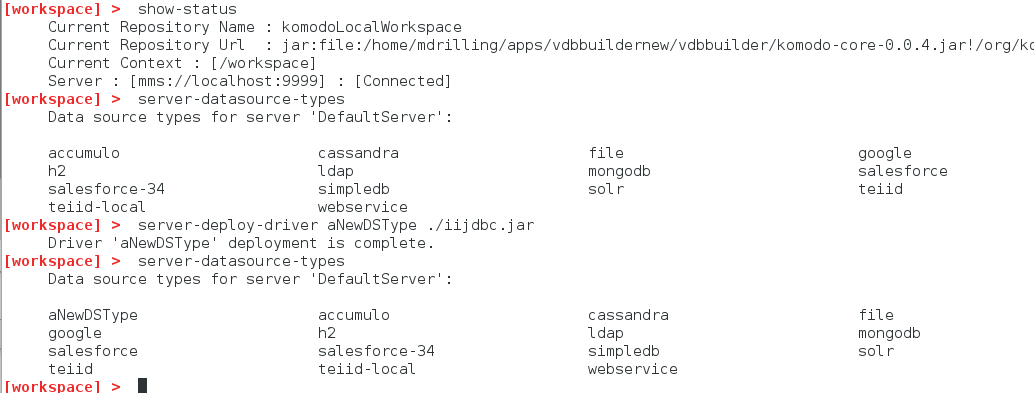 [workspace] > show-status
Current Repository Name : komodoLocalWorkspace
Current Repository Url : jar:file:/home/mdrilling/apps/vdbbuildernew/vdbbuilder/komodo-core-0.0.4.jar!/org/ko
Current Context : [/workspace]
Server : [mms://localhost:9999] : [Connected]
[workspace] > server-datasource-types
Data source types for server 'DefaultServer':
accumulo cassandra file google
h2 ldap mongodb salesforce
salesforce-34 simpledb solr teiid
teiid-local webservice
[workspace] > server-deploy-driver aNewDSType ./iijdbc.jar
Driver 'aNewDSType' deployment is complete.
[workspace] > server-datasource-types
Data source types for server 'DefaultServer':
aNewDSType accumulo cassandra file
google h2 ldap mongodb
salesforce salesforce-34 simpledb solr
teiid teiid-local webservice
[workspace] >